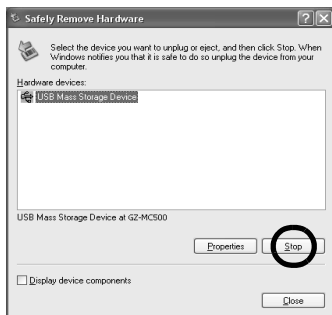 Safely Remove Hardware
Select the device you want to unplug or eject, and then click Stop. When
Windows notifies you that it is safe to do so unplug the device from your
computer.
Hardware devices:
USB Mass Storage Device
USB Mass Storage Device at GZ-MC500
Properties
Stop
Display device components
Close